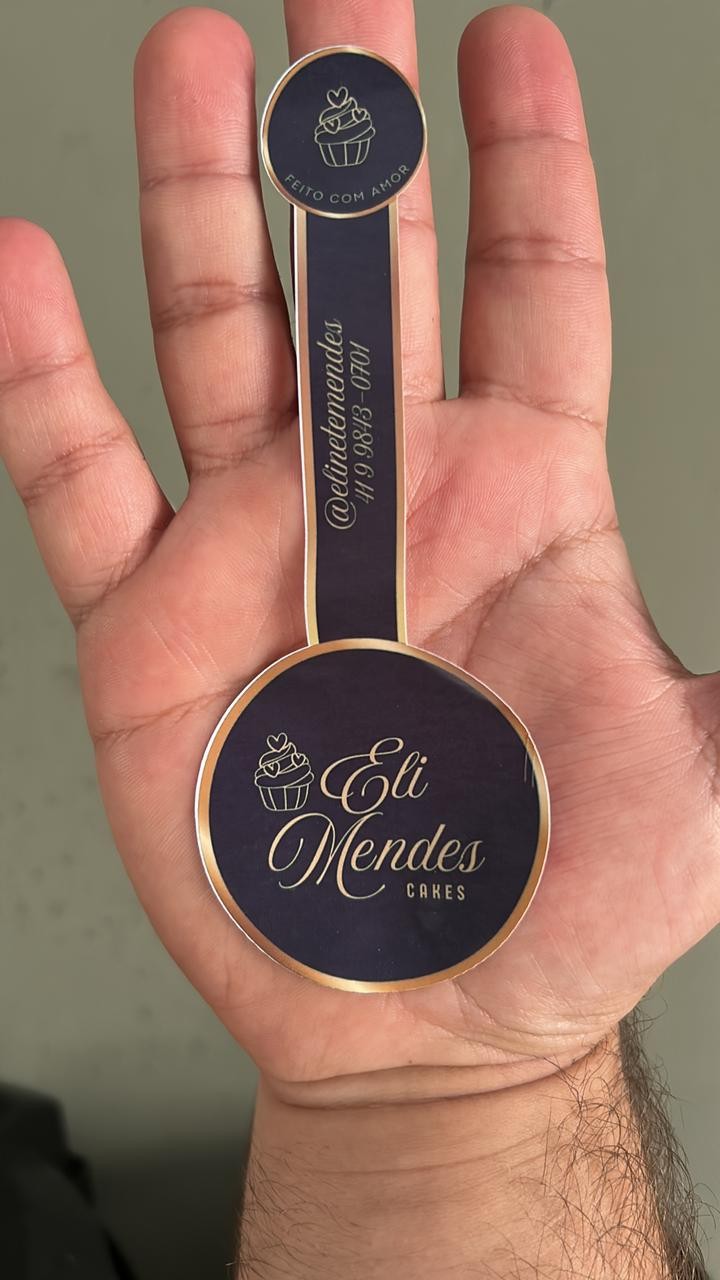 FEITO COM AMOR
@elinetemendes
41 9 9843-0701
Eli
Mendes
CAKES